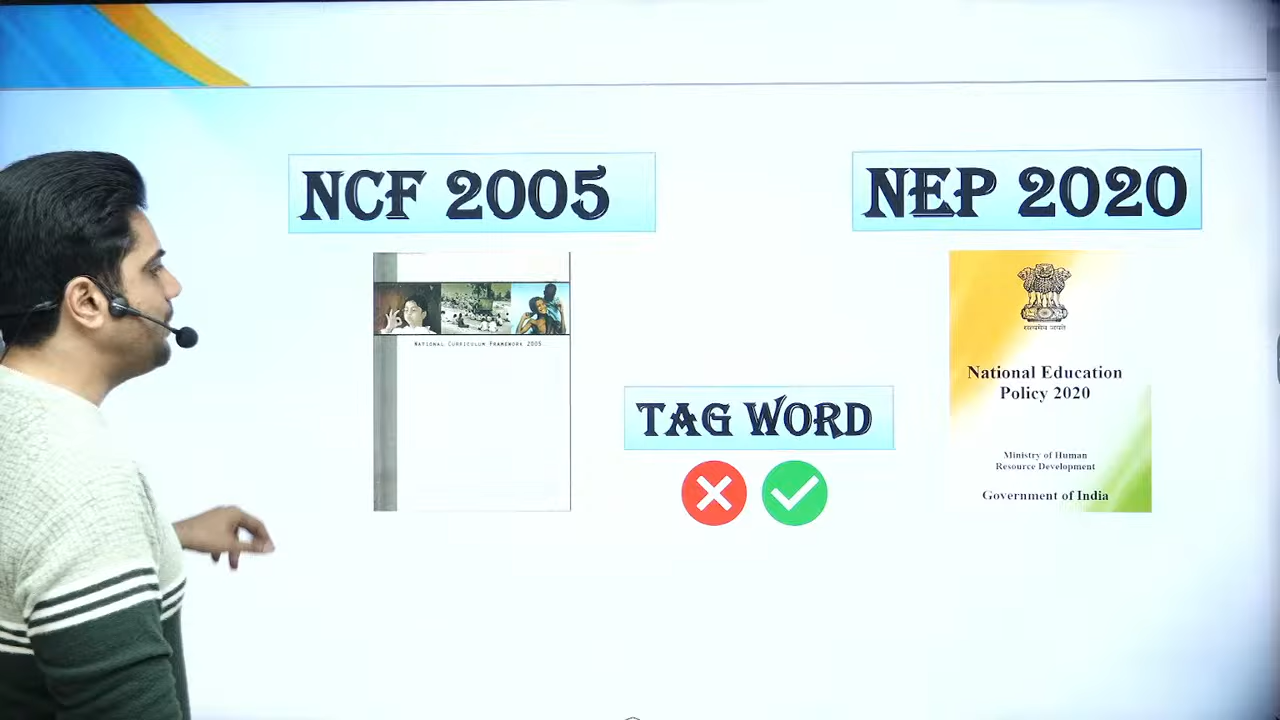 NCF 2005
NEP 2020
NATIONAL CURRICULUM FRAMEWORK 2005
सत्यमेव जयते
National Education
Policy 2020
TAG WORD
Ministry of Human
Resource Development
Government of India